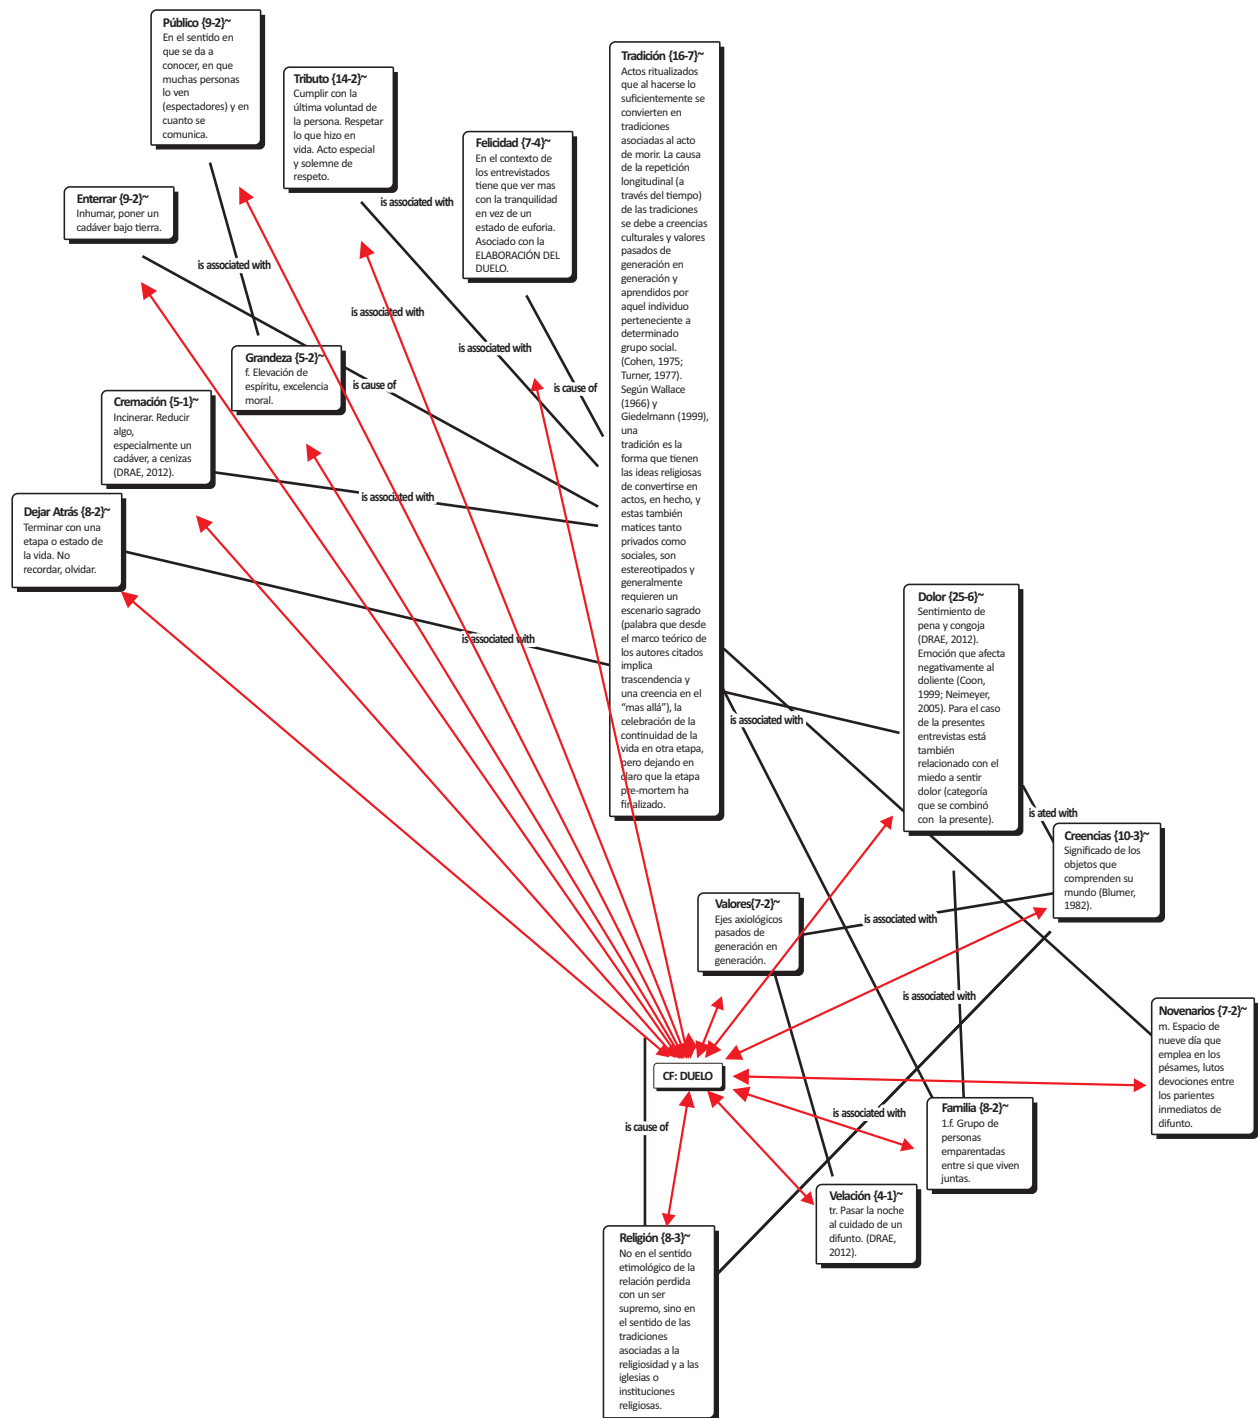 Público {9-2}~
En el sentido en
que se da a
conocer, en que
muchas personas
lo ven
(espectadores) y en
cuanto se
comunica.
Tributo {14-2}~
Cumplir con la
última voluntad de
la persona. Respetar
lo que hizo en
vida. Acto especial
y solemne de
respeto.
Felicidad {7-4}~
En el contexto de
los entrevistados
tiene que ver mas
con la tranquilidad
en vez de un
estado de euforia.
Asociado con la
ELABORACIÓN DEL
DUELO.
Tradición {16-7}~
Actos ritualizados
que al hacerse lo
suficientemente se
convierten en
tradiciones
asociadas al acto
de morir. La causa
de la repetición
longitudinal (a
través del tiempo)
de las tradiciones
se debe a creencias
culturales y valores
pasados de
generación en
generación y
aprendidos por
aquel individuo
perteneciente a
determinado
grupo social.
(Cohen, 1975;
Turner, 1977).
Según Wallace
(1966) y
Giedelmann (1999),
una
tradición es la
forma que tienen
las ideas religiosas
de convertirse en
actos, en hecho, y
estas también
matices tanto
privados como
sociales, son
estereotipados y
generalmente
requieren un
escenario sagrado
(palabra que desde
el marco teórico de
los autores citados
implica
trascendencia y
una creencia en el
“mas allá”), la
celebración de la
continuidad de la
vida en otra etapa,
pero dejando en
claro que la etapa
pre-mortem ha
finalizado.
Enterrar {9-2}~
Inhumar, poner un
cadáver bajo tierra.
is associated with
is associated with
is associated with
is associated with
is cause of
is cause of
Grandeza {5-2}~
f. Elevación de
espíritu, excelencia
moral.
Cremación {5-1}~
Incinerar. Reducir
algo,
especialmente un
cadáver, a cenizas
(DRAE, 2012).
is associated with
Dejar Atrás {8-2}~
Terminar con una
etapa o estado de
la vida. No
recordar, olvidar.
is associated with
Dolor {25-6}~
Sentimiento de
pena y congoja
(DRAE, 2012).
Emoción que afecta
negativamente al
doliente (Coon,
1999; Neimeyer,
2005). Para el caso
de la presentes
entrevistas está
también
relacionado con el
miedo a sentir
dolor (categoría
que se combinó
con la presente).
is associated with
is ated with
Creencias {10-3}~
Significado de los
objetos que
comprenden su
mundo (Blumer,
1982).
Valores{7-2}~
Ejes axiológicos
pasados de
generación en
generación.
is associated with
is associated with
Novenarios {7-2}~
m. Espacio de
nueve día que
emplea en los
pésames, lutos
devociones entre
los parientes
inmediatos de
difunto.
CF: DUELO
is cause of
is associated with
Familia {8-2}~
1.f. Grupo de
personas
emparentadas
entre si que viven
juntas.
Velación {4-1}~
tr. Pasar la noche
al cuidado de un
difunto. (DRAE,
2012).
Religión {8-3}~
No en el sentido
etimológico de la
relación perdida
con un ser
supremo, sino en
el sentido de las
tradiciones
asociadas a la
religiosidad y a las
iglesias o
instituciones
religiosas.